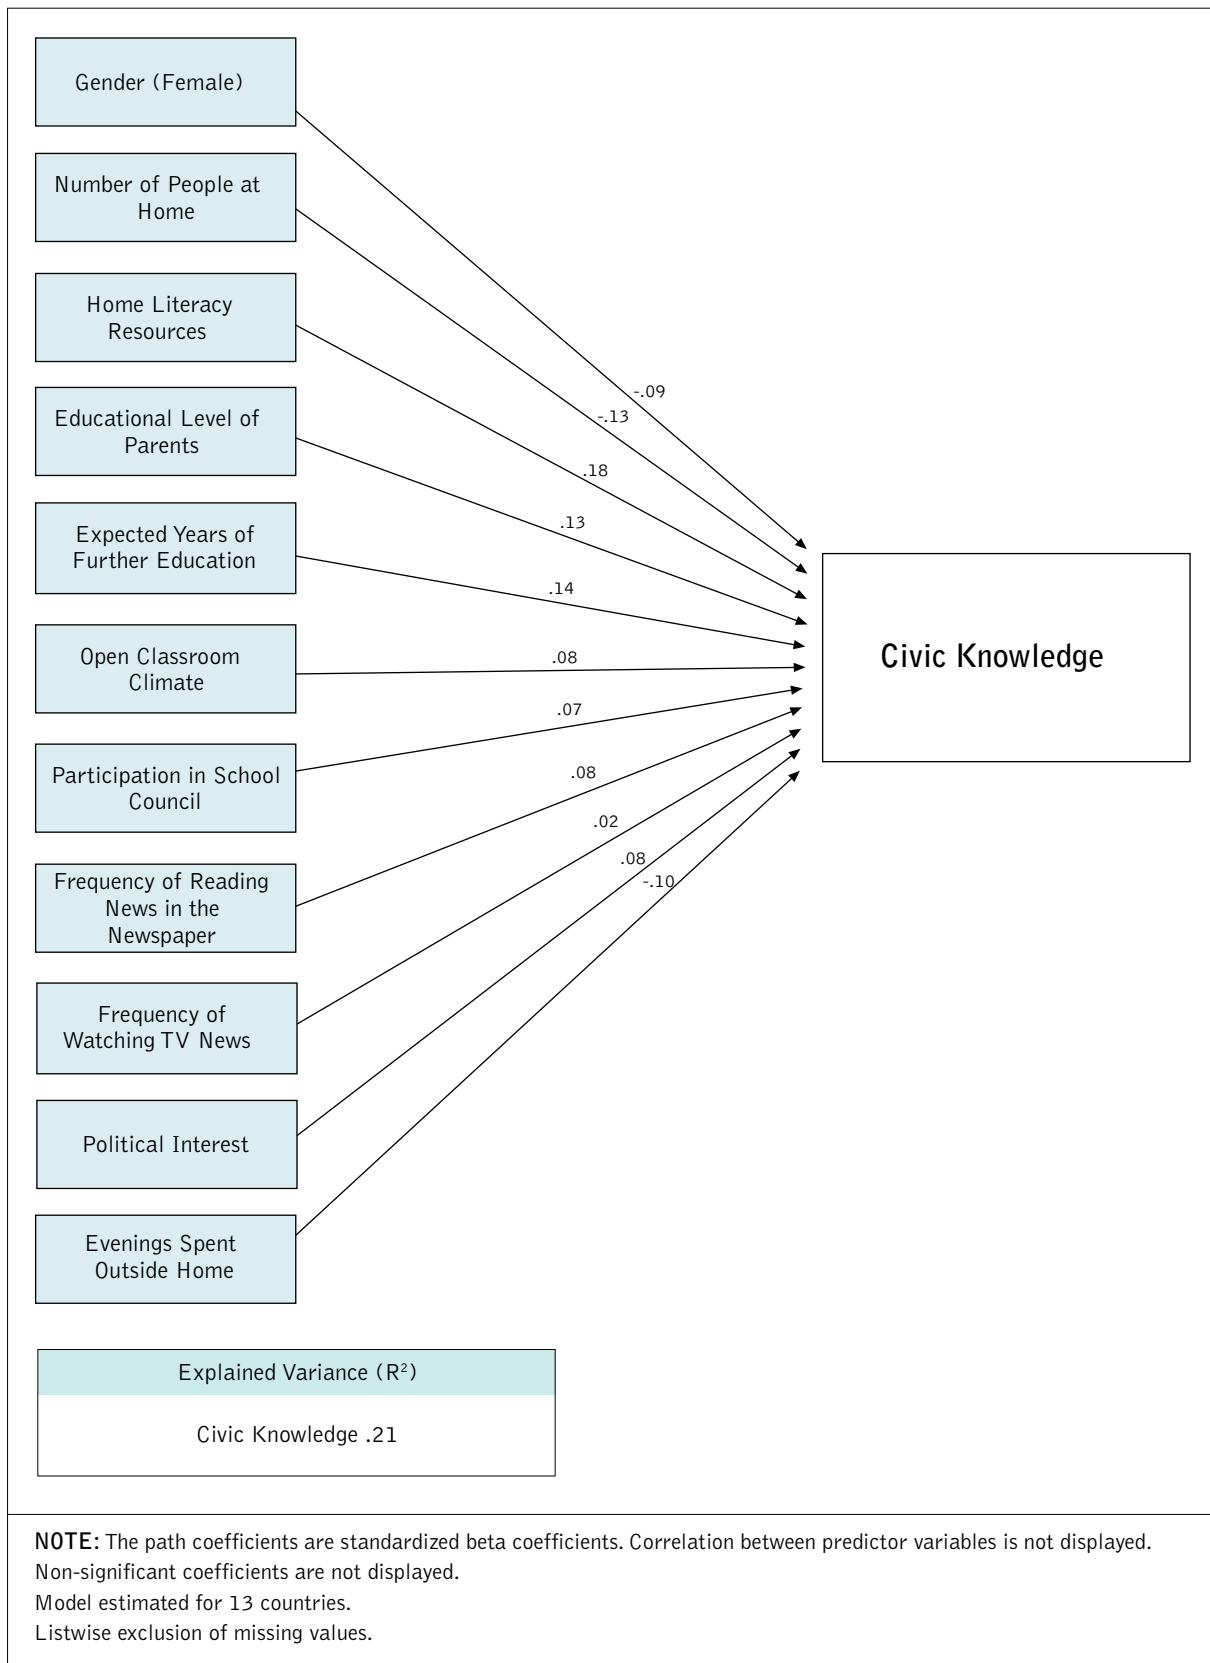 Gender (Female)
Number of People at
Home
Home Literacy
Resources
Educational Level of
Parents
Expected Years of
Further Education
Open Classroom
Climate
Participation in School
Council
Frequency of Reading
News in the
Newspaper
Frequency of
Watching TV News
Political Interest
Evenings Spent
Outside Home
-.09
-.13
.18
.13
.14
.08
.07
.08
.02
.08
-.10
Civic Knowledge
Explained Variance (R²)
Civic Knowledge .21
NOTE: The path coefficients are standardized beta coefficients. Correlation between predictor variables is not displayed.
Non-significant coefficients are not displayed.
Model estimated for 13 countries.
Listwise exclusion of missing values.